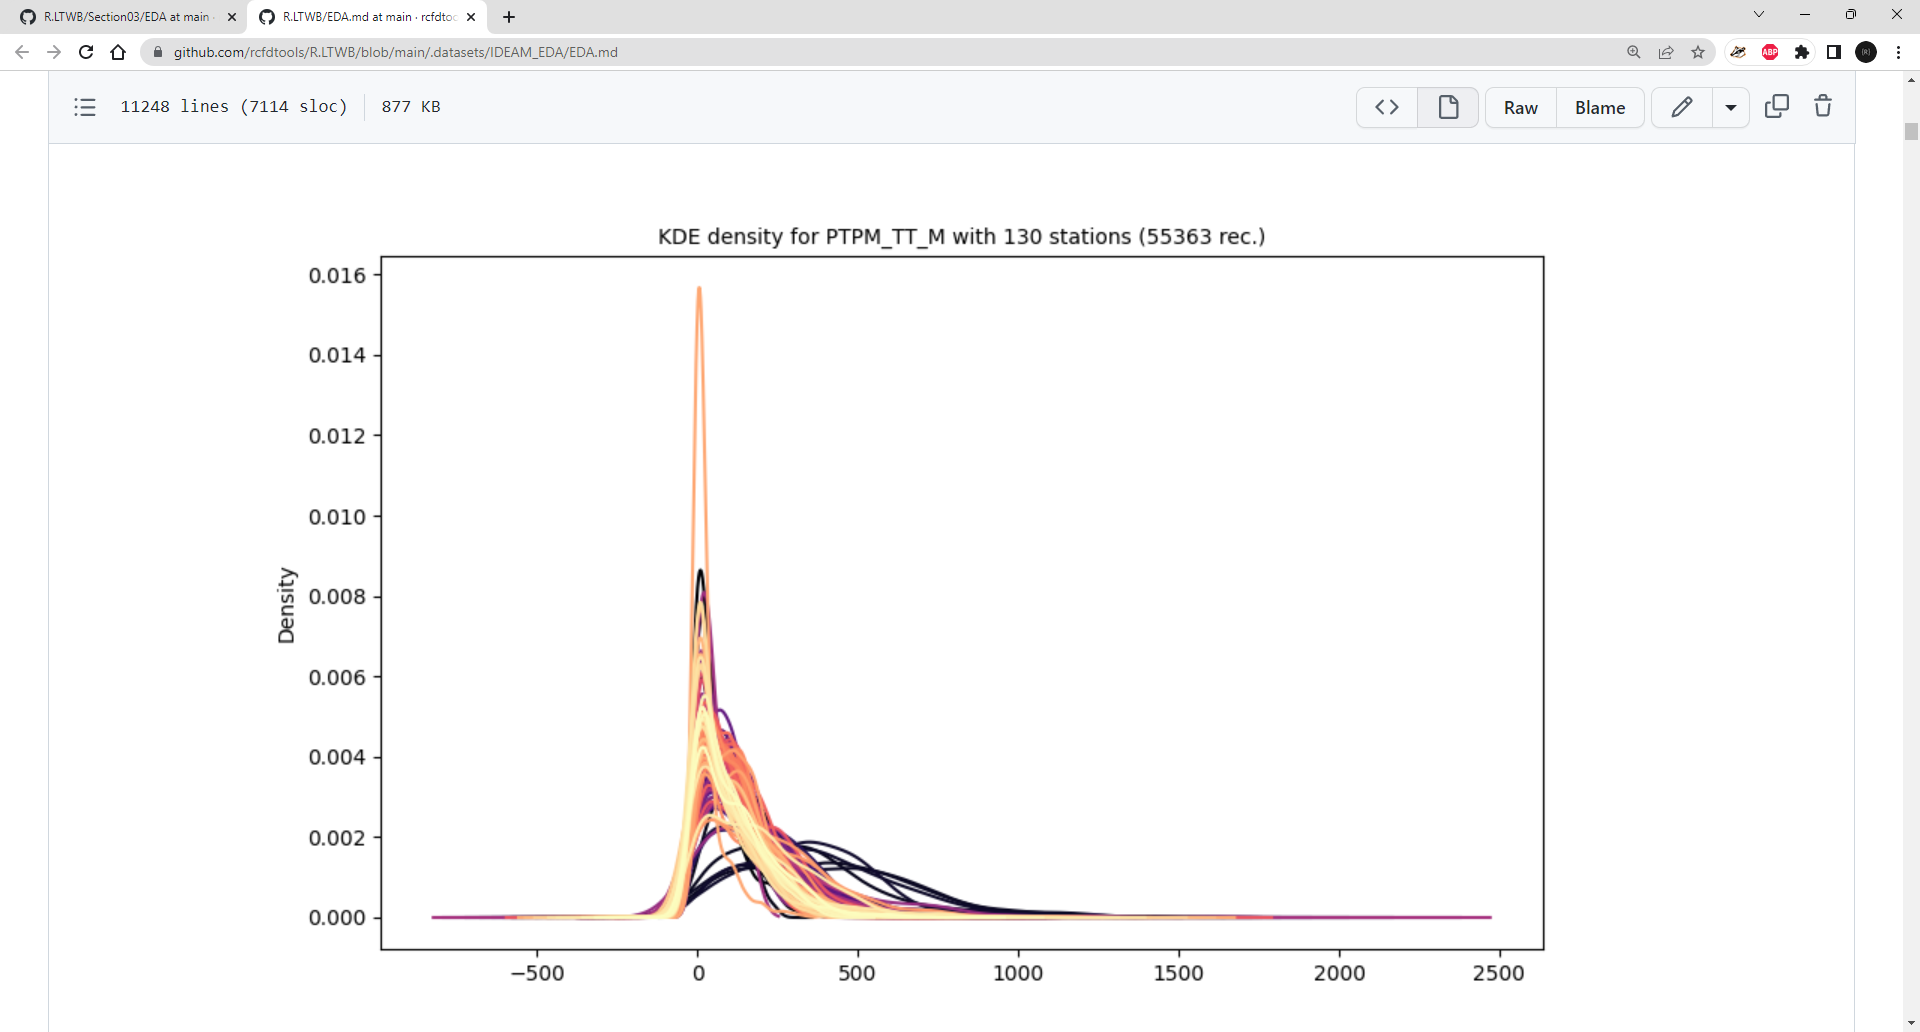 R.LTWB/Section03/EDA at main ·
R.LTWB/EDA.md at main · rcfdtoc
github.com/rcfdtools/R.LTWB/blob/main/.datasets/IDEAM_EDA/EDA.md
ABP
11248 lines (7114 sloc)
877 KB
Raw
Blame
KDE density for PTPM_TT_M with 130 stations (55363 rec.)
0.016
0.014
0.012
0.010
0.008
0.006
0.004
0.002
0.000
Density
−500
0
500
1000
1500
2000
2500